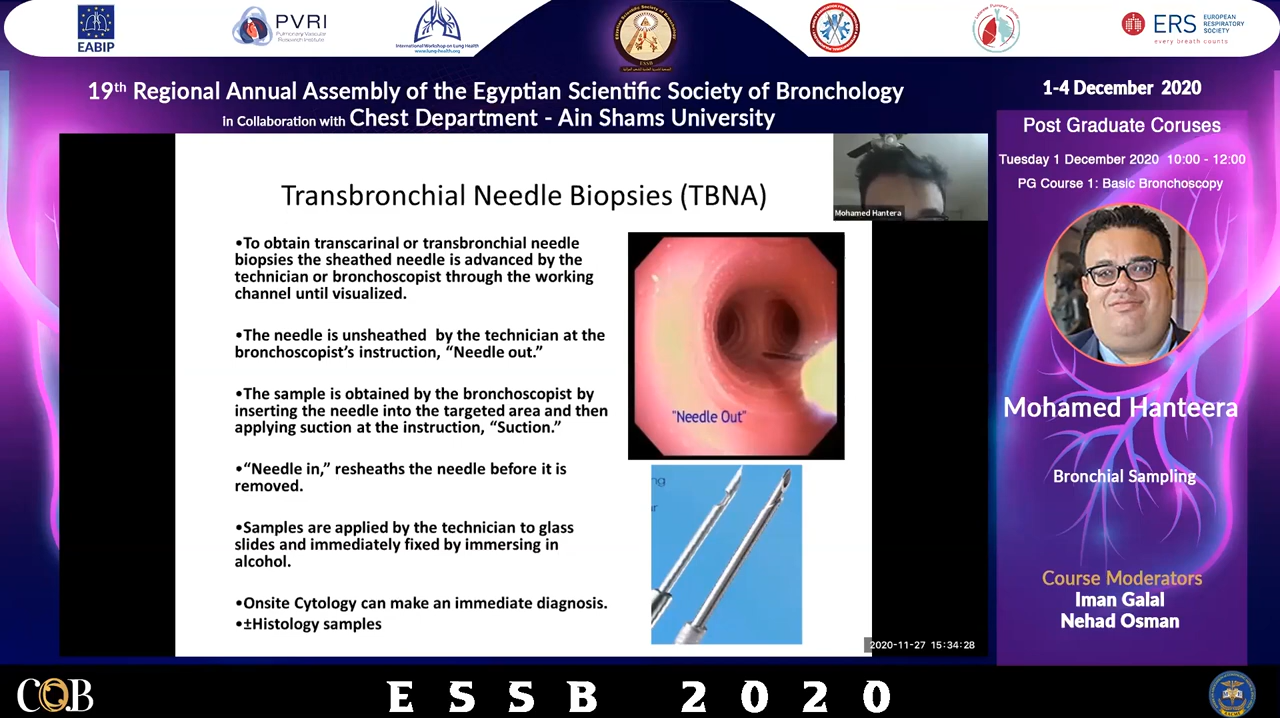 EABIP
PVRI
Pulmonary Vascular
Research Institute
International Workshop on Lung Health
www.lung-health.org
ESSB
ERS
EUROPEAN
RESPIRATORY
SOCIETY
every breath counts
19th Regional Annual Assembly of the Egyptian Scientific Society of Bronchology
in Collaboration with Chest Department - Ain Shams University
1-4 December 2020
Post Graduate Coruses
Tuesday 1 December 2020 10:00 - 12:00
PG Course 1: Basic Bronchoscopy
Mohamed Hanteera
Bronchial Sampling
Course Moderators
Iman Galal
Nehad Osman
Mohamed Hantera
Transbronchial Needle Biopsies (TBNA)
•To obtain transcarinal or transbronchial needle
biopsies the sheathed needle is advanced by the
technician or bronchoscopist through the working
channel until visualized.
•The needle is unsheathed by the technician at the
bronchoscopist’s instruction, “Needle out.”
•The sample is obtained by the bronchoscopist by
inserting the needle into the targeted area and then
applying suction at the instruction, “Suction.”
•“Needle in,” resheaths the needle before it is
removed.
•Samples are applied by the technician to glass
slides and immediately fixed by immersing in
alcohol.
•Onsite Cytology can make an immediate diagnosis.
•±Histology samples
"Needle Out"
2020-11-27 15:34:28
COB
ESSB 2020